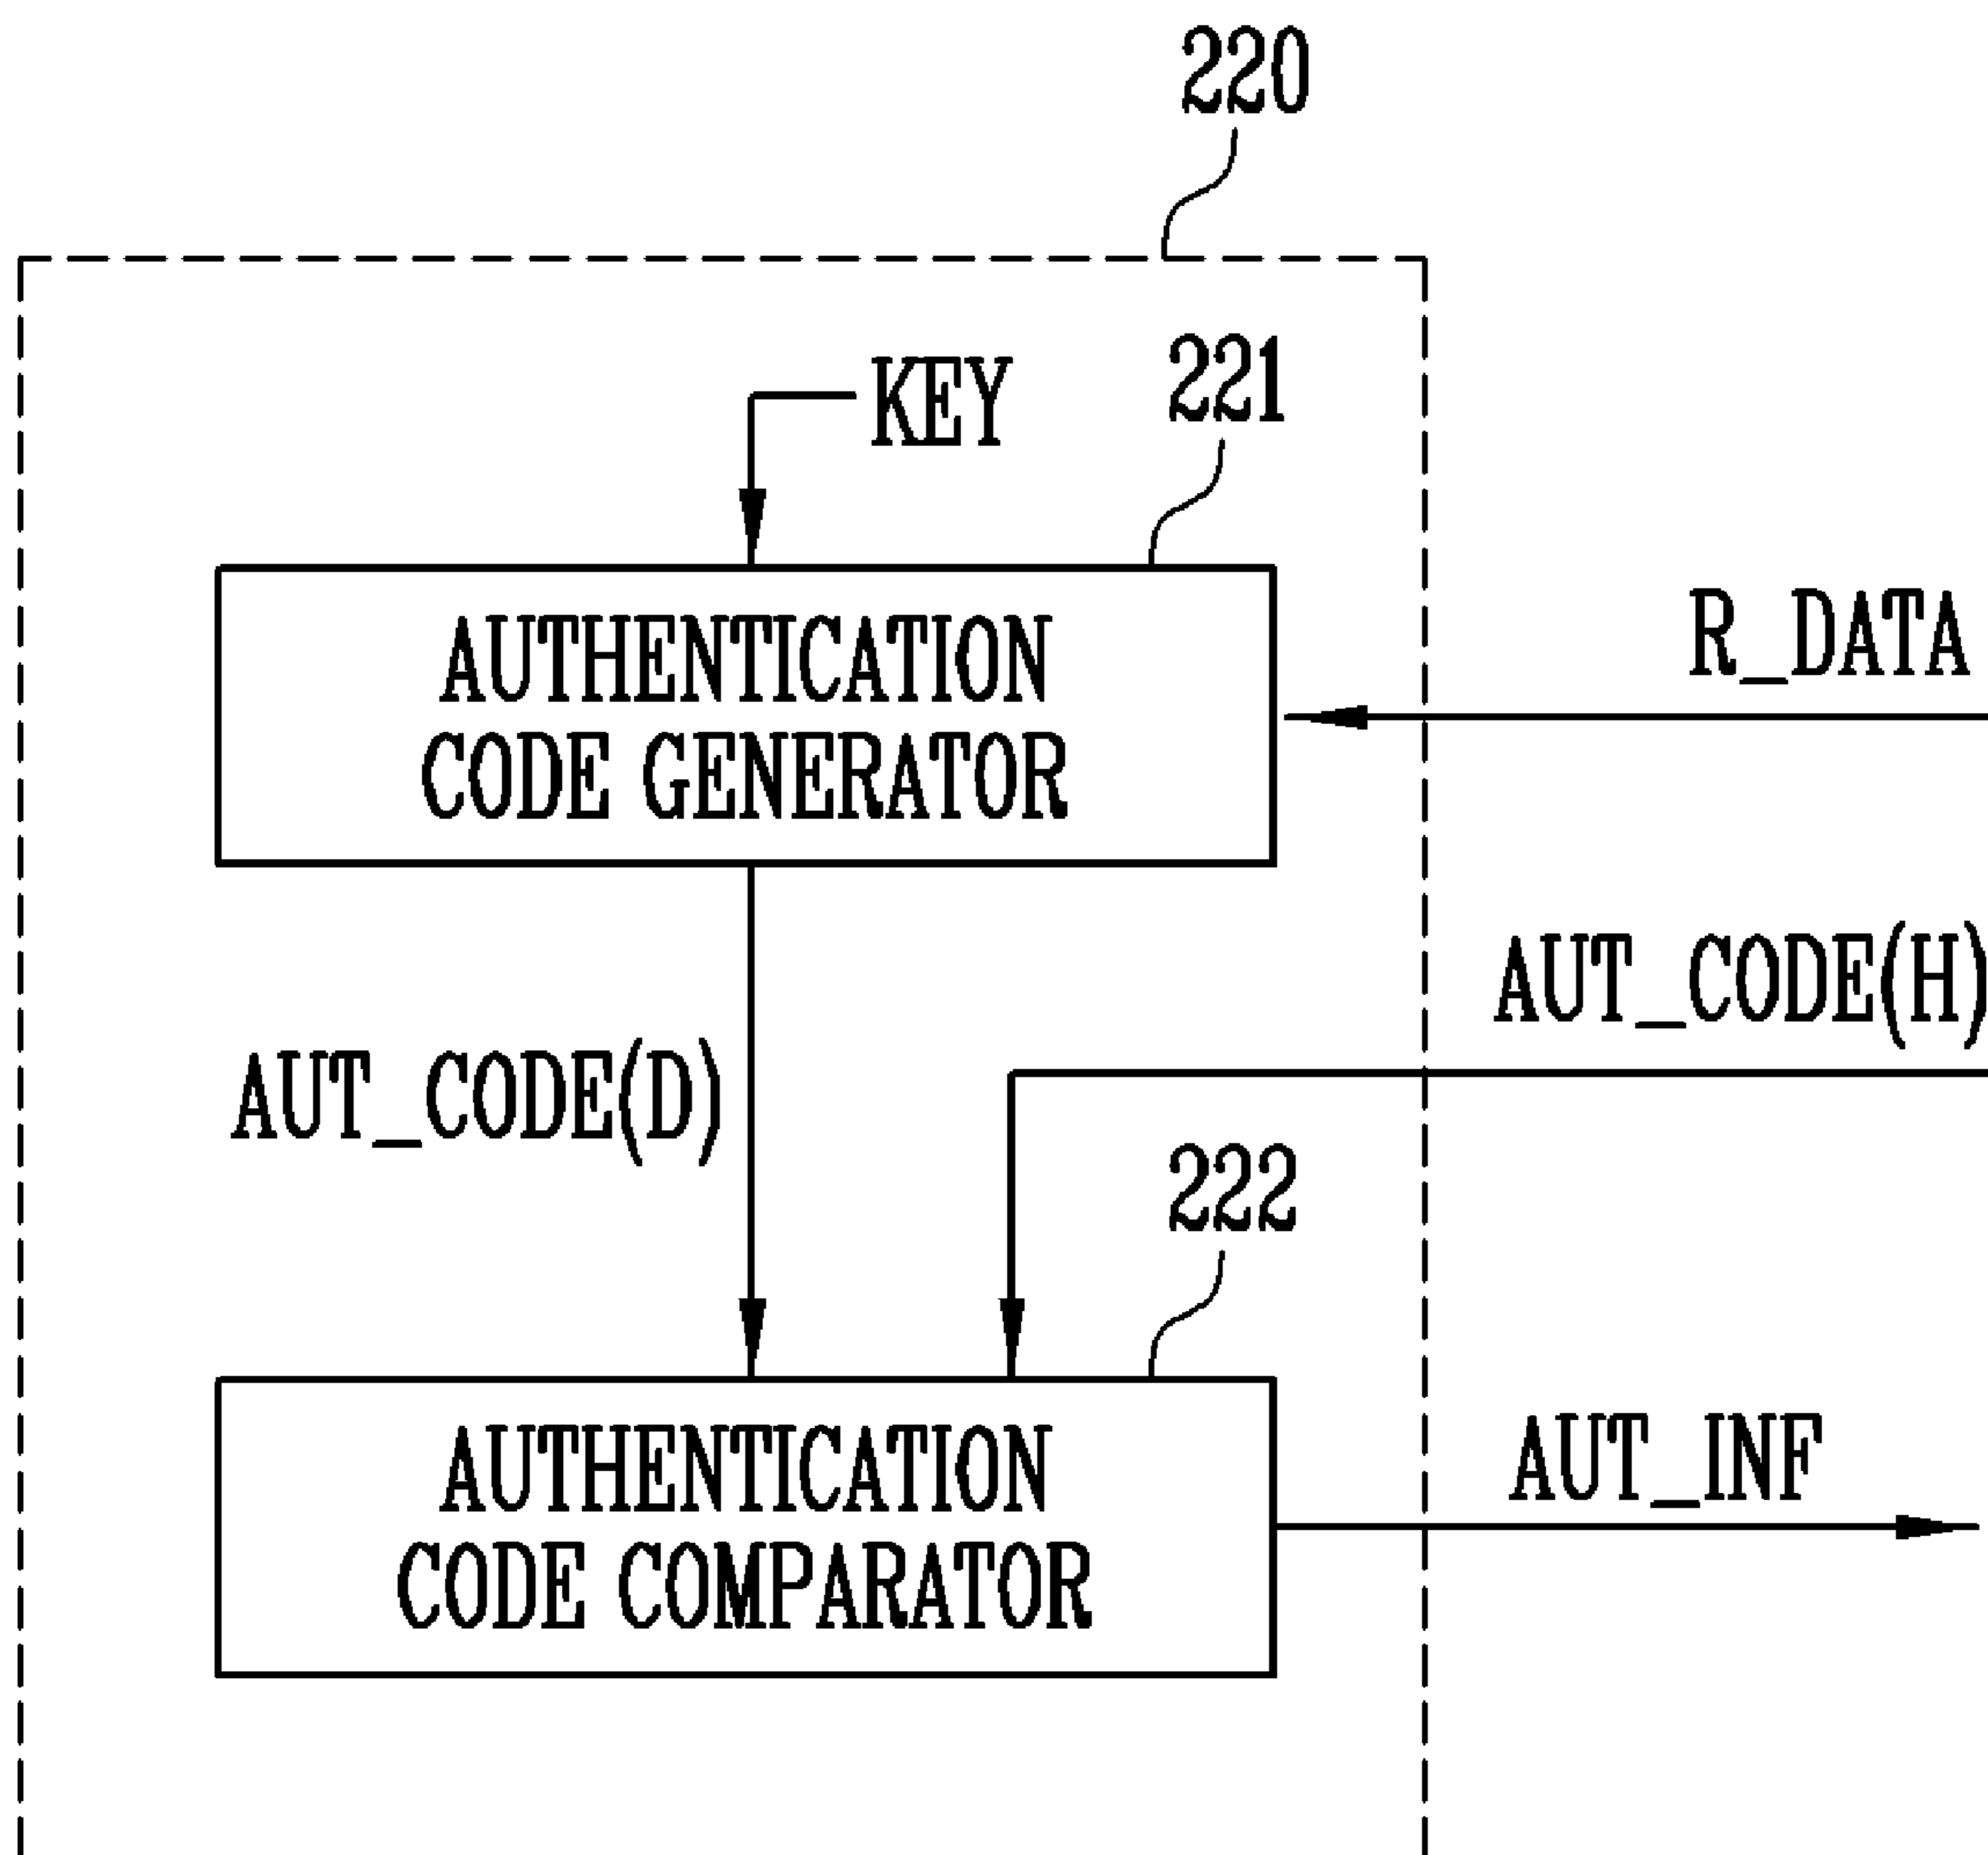 220
KEY
221
AUTHENTICATION
CODE GENERATOR
R_DATA
AUT_CODE(H)
AUT_CODE(D)
222
AUTHENTICATION
CODE COMPARATOR
AUT_INF